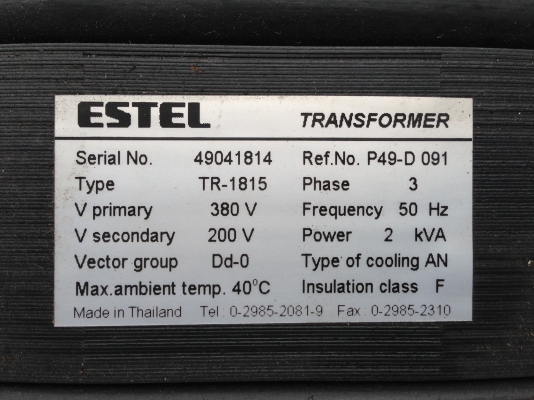 ESTEL TRANSFORMER
Serial No. 49041814 Ref.No. P49-D 091
Type TR-1815 Phase 3
V primary 380 V Frequency 50 Hz
V secondary 200 V Power 2 kVA
Vector group Dd-0 Type of cooling AN
Max.ambient temp. 40°C Insulation class F
Made in Thailand Tel : 0-2985-2081-9 Fax : 0-2985-2310